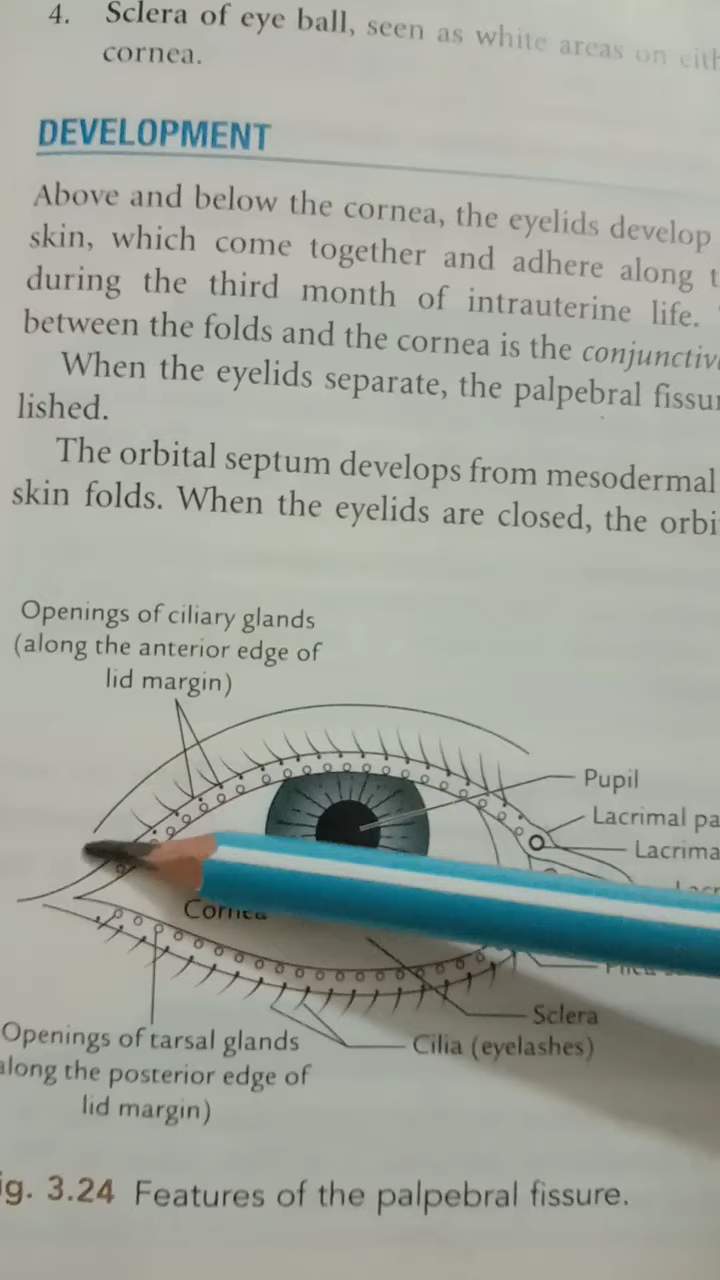 4. Sclera of eye ball, seen as white areas on
cornea.
DEVELOPMENT
Above and below the cornea, the eyelids develop
skin, which come together and adhere along
during the third month of intrauterine life.
between the folds and the cornea is the
When the eyelids separate, the palpebral
lished.
The orbital septum develops from mesodermal
skin folds. When the eyelids are closed, the
Openings of ciliary glands
(along the anterior edge of
lid margin)
Pupil
Lacrimal
Cornea
Sclera
Cilia (eyelashes)
Openings of tarsal glands
along the posterior edge of
lid margin)
ig. 3.24 Features of the palpebral fissure.